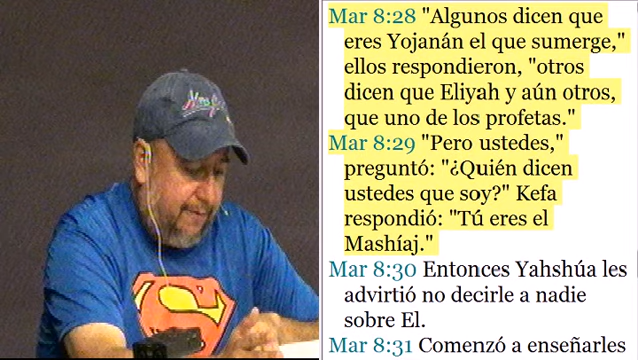 Mar 8:28 "Algunos dicen que
eres Yojanán el que sumerge,"
ellos respondieron, "otros
dicen que Eliyah y aún otros,
que uno de los profetas."
Mar 8:29 "Pero ustedes,"
preguntó: "¿Quién dicen
ustedes que soy?" Kefa
respondió: "Tú eres el
Mashíaj."
Mar 8:30 Entonces Yahshúa les
advirtió no decirle a nadie
sobre El.
Mar 8:31 Comenzó a enseñarles